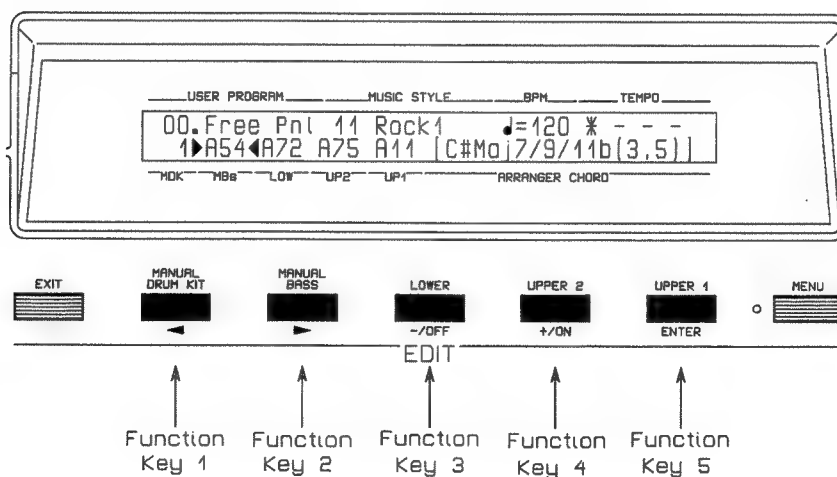 USER PROGRAM MUSIC STYLE BPM TEMPO
00.Free Pnl 11 Rock1 ♩=120 * - - -
1▶A54◀A72 A75 A11 [C#Maj7/9/11b(3,5)]
MDK MBs LOW UP2 UP1 ARRANGER CHORD
EXIT
MANUAL DRUM KIT
MANUAL BASS
LOWER
UPPER 2
UPPER 1
MENU
◀ ▶ -/OFF +/ON ENTER
EDIT
Function Key 1
Function Key 2
Function Key 3
Function Key 4
Function Key 5